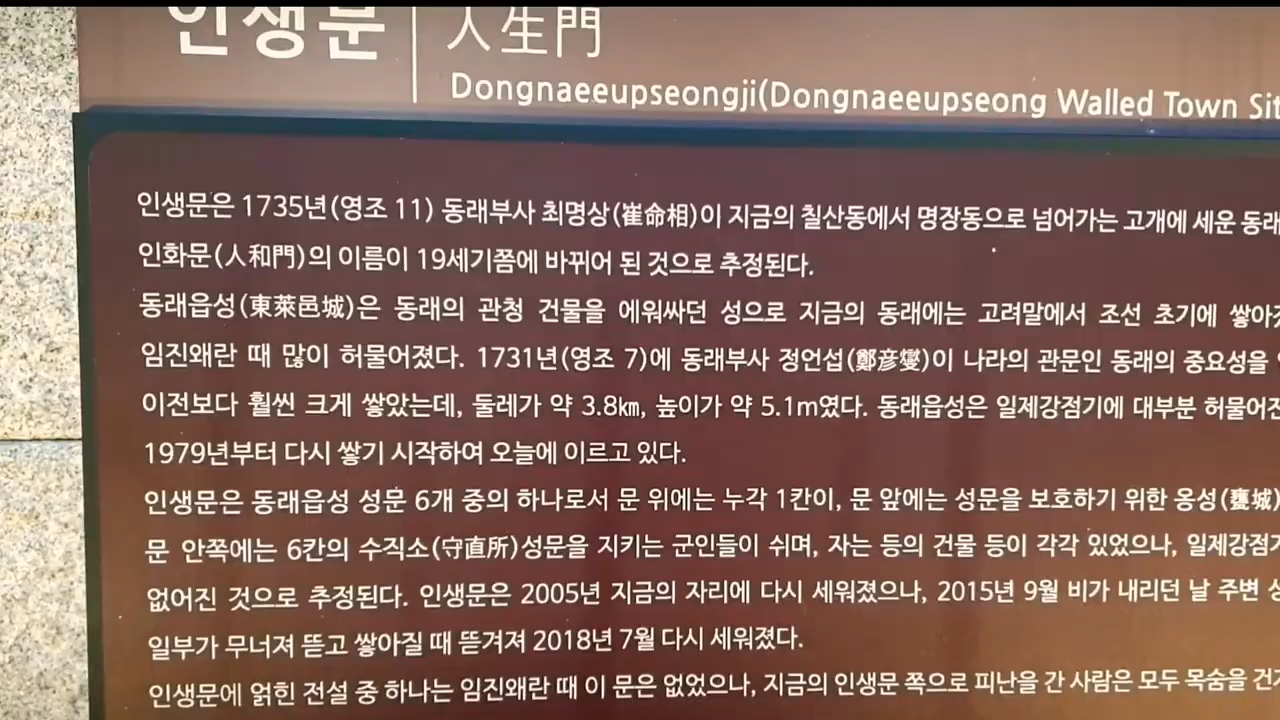 인생문 人生門
Dongnaeeupseongji(Dongnaeeupseong Walled Town Sit
인생문은 1735년(영조 11) 동래부사 최명상(崔命相)이 지금의 칠산동에서 명장동으로 넘어가는 고개에 세운 동래
인화문(人和門)의 이름이 19세기쯤에 바뀌어 된 것으로 추정된다.
동래읍성(東萊邑城)은 동래의 관청 건물을 에워싸던 성으로 지금의 동래에는 고려말에서 조선 초기에 쌓아
임진왜란 때 많이 허물어졌다. 1731년(영조 7)에 동래부사 정언섭(鄭彦燮)이 나라의 관문인 동래의 중요성을
이전보다 훨씬 크게 쌓았는데, 둘레가 약 3.8㎞, 높이가 약 5.1m였다. 동래읍성은 일제강점기에 대부분 허물어
1979년부터 다시 쌓기 시작하여 오늘에 이르고 있다.
인생문은 동래읍성 성문 6개 중의 하나로서 문 위에는 누각 1칸이, 문 앞에는 성문을 보호하기 위한 옹성(甕城)
문 안쪽에는 6칸의 수직소(守直所)성문을 지키는 군인들이 쉬며, 자는 등의 건물 등이 각각 있었으나, 일제강점
없어진 것으로 추정된다. 인생문은 2005년 지금의 자리에 다시 세워졌으나, 2015년 9월 비가 내리던 날 주변
일부가 무너져 뜯고 쌓아질 때 뜯겨져 2018년 7월 다시 세워졌다.
인생문에 얽힌 전설 중 하나는 임진왜란 때 이 문은 없었으나, 지금의 인생문 쪽으로 피난을 간 사람은 모두 목숨을 건